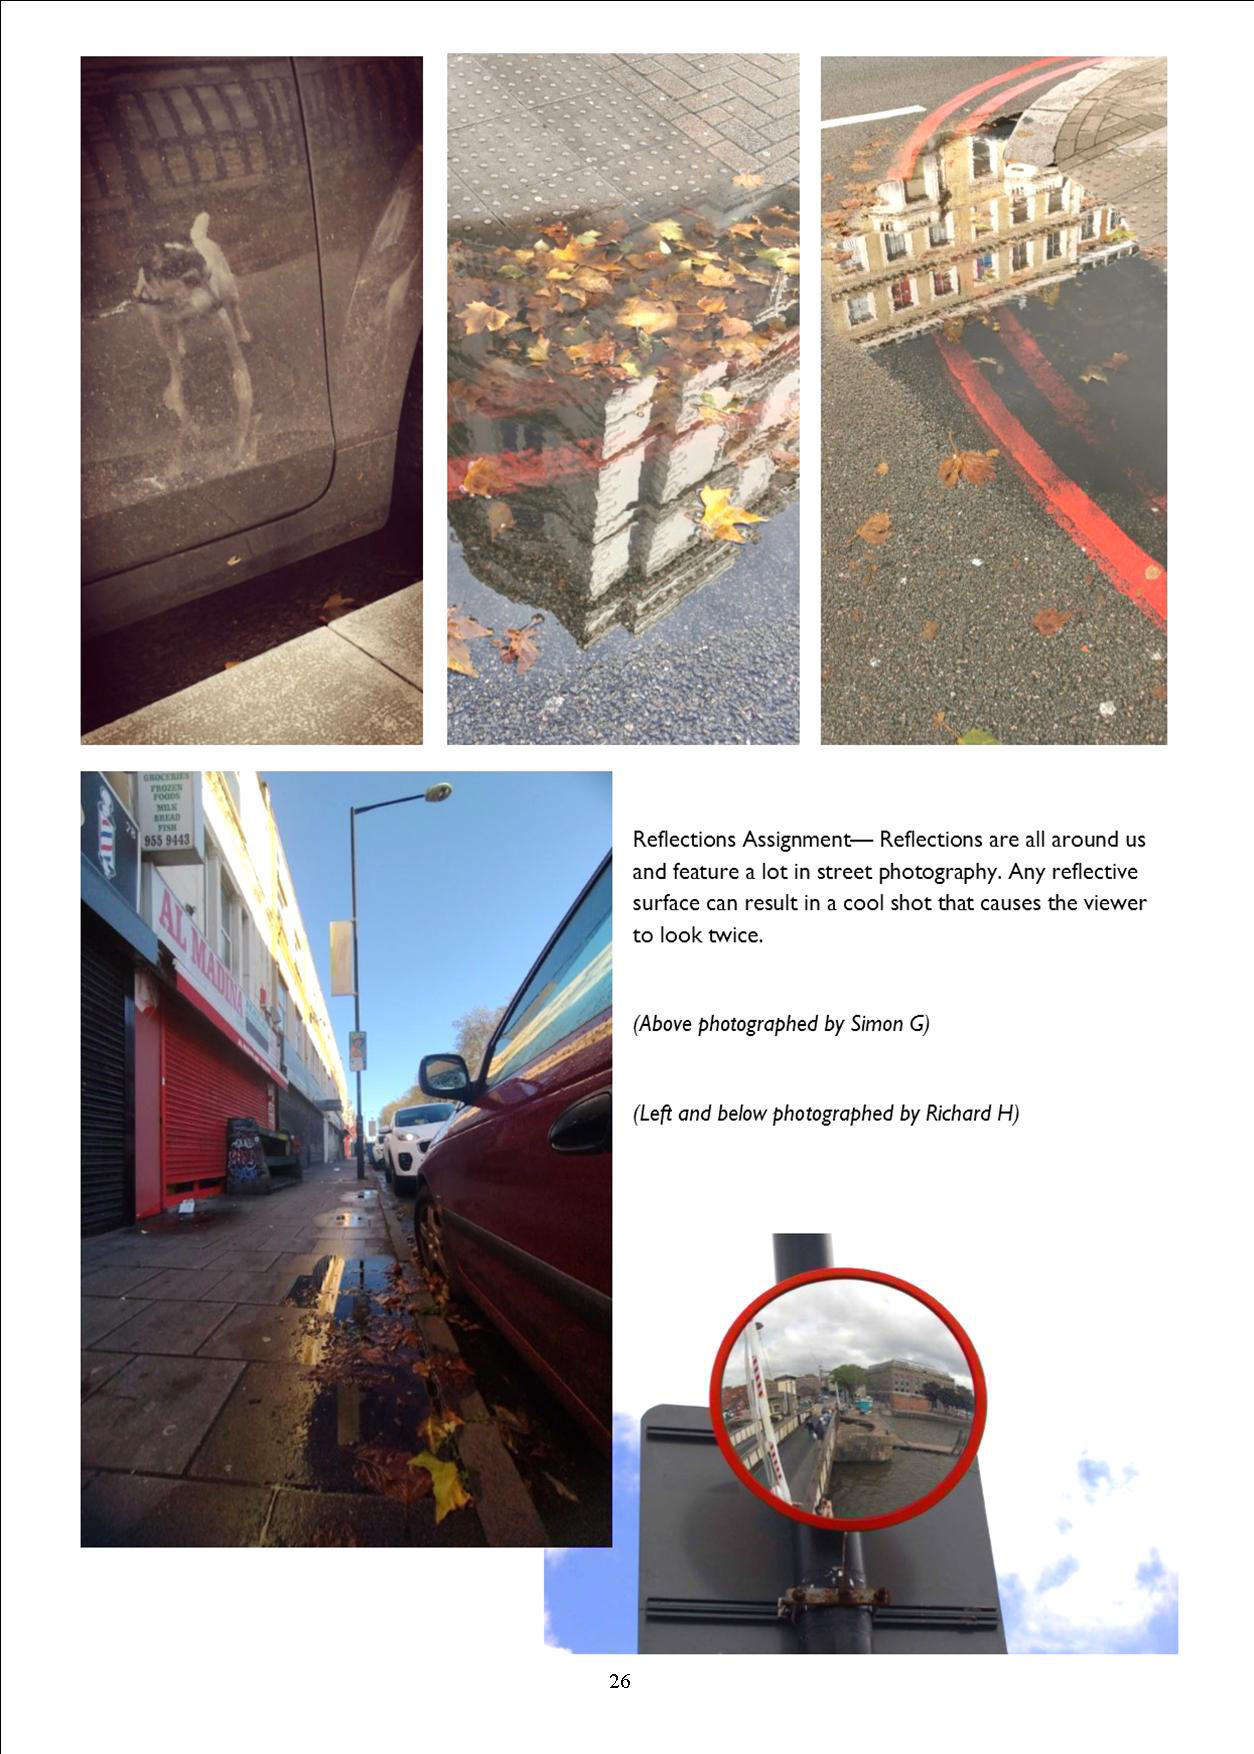 GROCERIES
FROZEN
FOODS
MILK
BREAD
FISH
955 9443
AL MADINA
Reflections Assignment— Reflections are all around us
and feature a lot in street photography. Any reflective
surface can result in a cool shot that causes the viewer
to look twice.
(Above photographed by Simon G)
(Left and below photographed by Richard H)
26